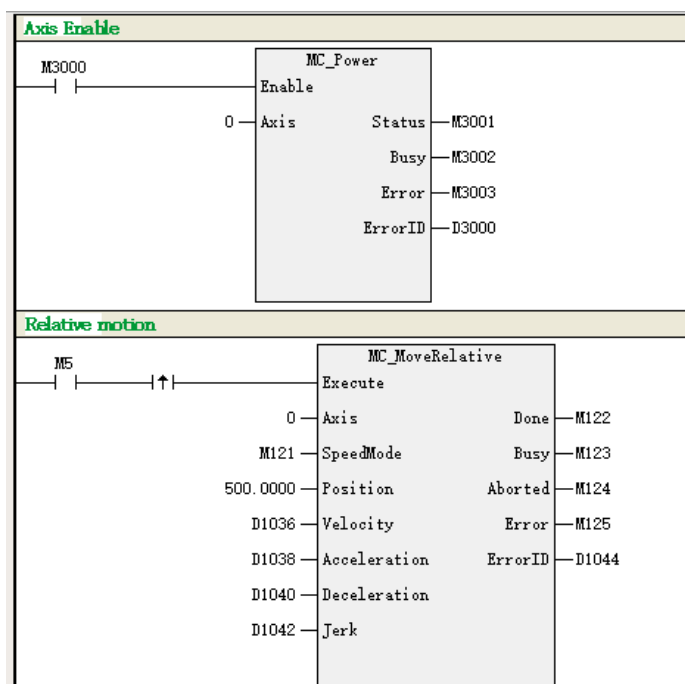 Axis Enable
M3000
MC_Power
Enable
0 Axis Status M3001
Busy M3002
Error M3003
ErrorID D3000
Relative motion
M5
MC_MoveRelative
Execute
0 Axis Done M122
M121 SpeedMode Busy M123
500.0000 Position Aborted M124
D1036 Velocity Error M125
D1038 Acceleration ErrorID D1044
D1040 Deceleration
D1042 Jerk